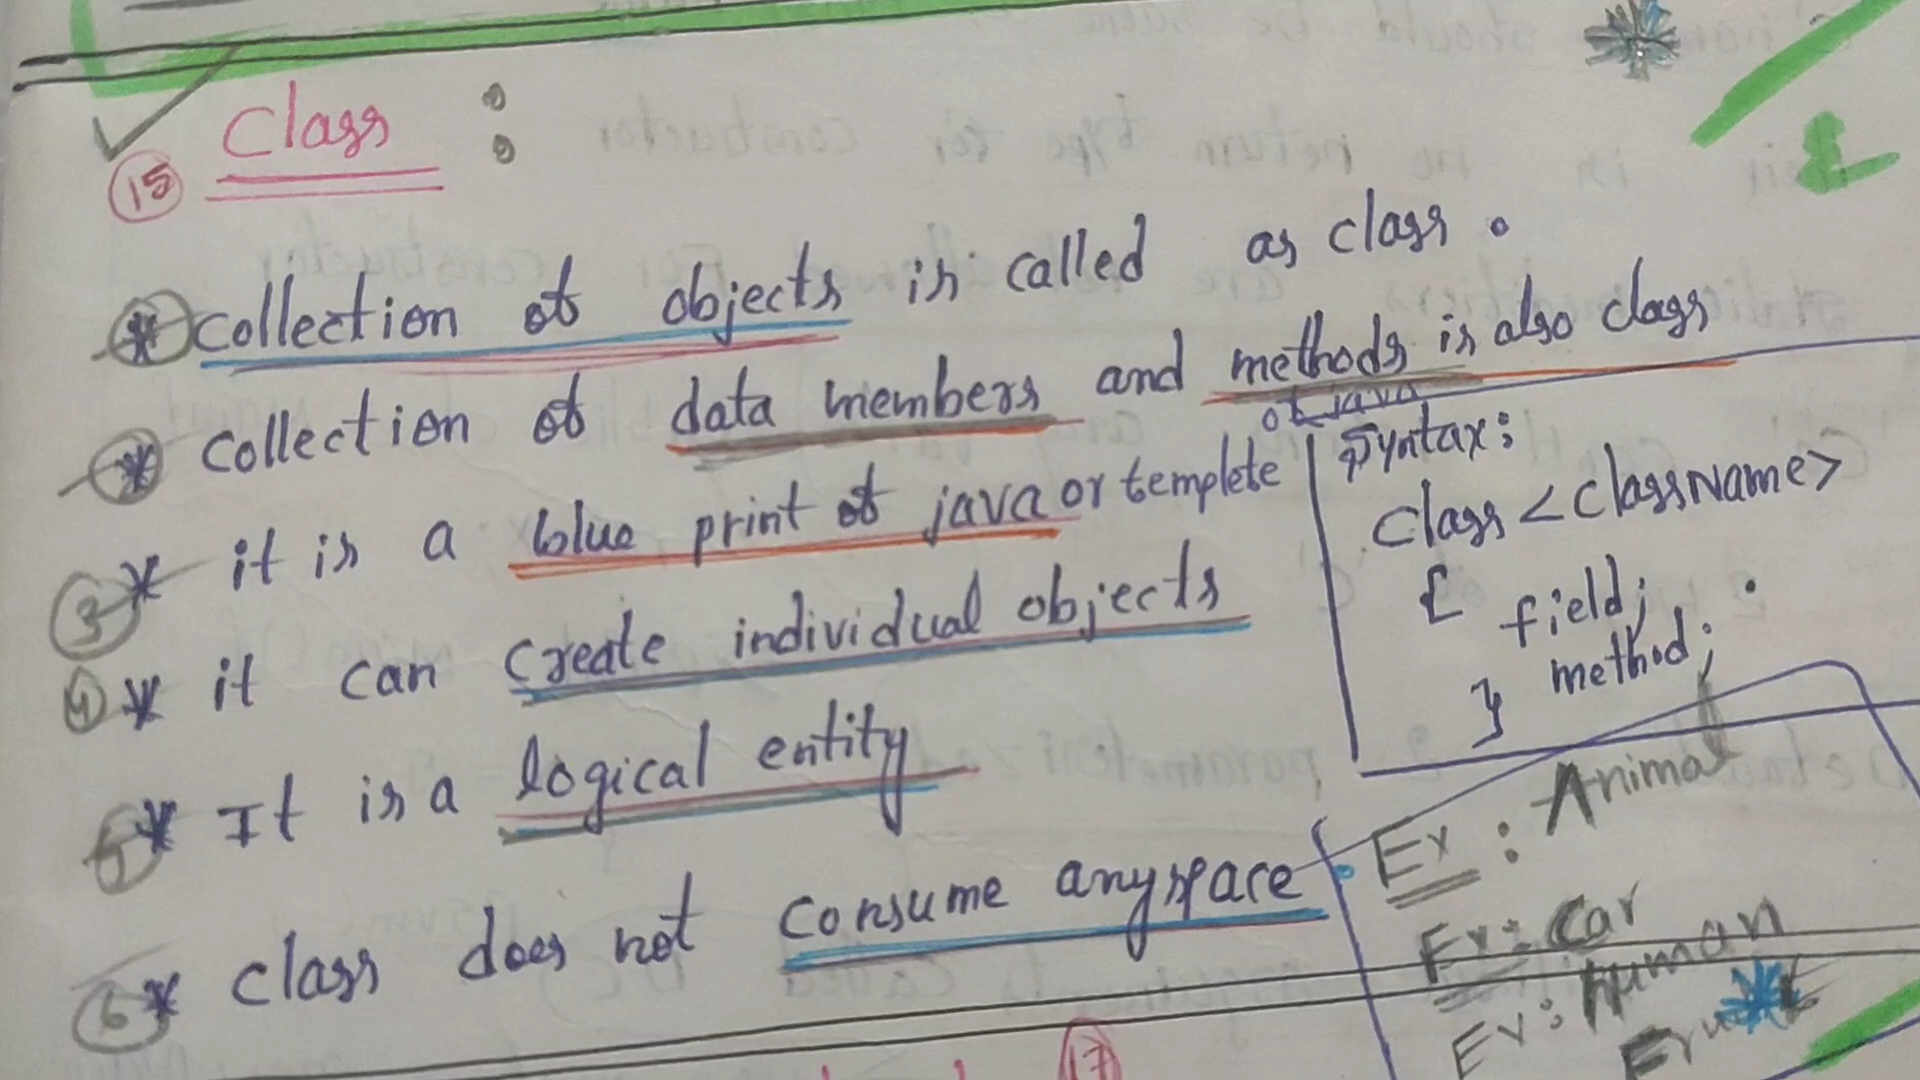 15 Class :
* Collection of objects is called as class.
* Collection of data members and methods is also class
of java
3 * it is a blue print of java or templete
4 * it can create individual objects
5 * It is a logical entity
6 * class does not consume anyspace
Syntax:
Class <ClassName>
{ field;
method;
}
Ex : Animal
Ex: Car
Ex: Human
17